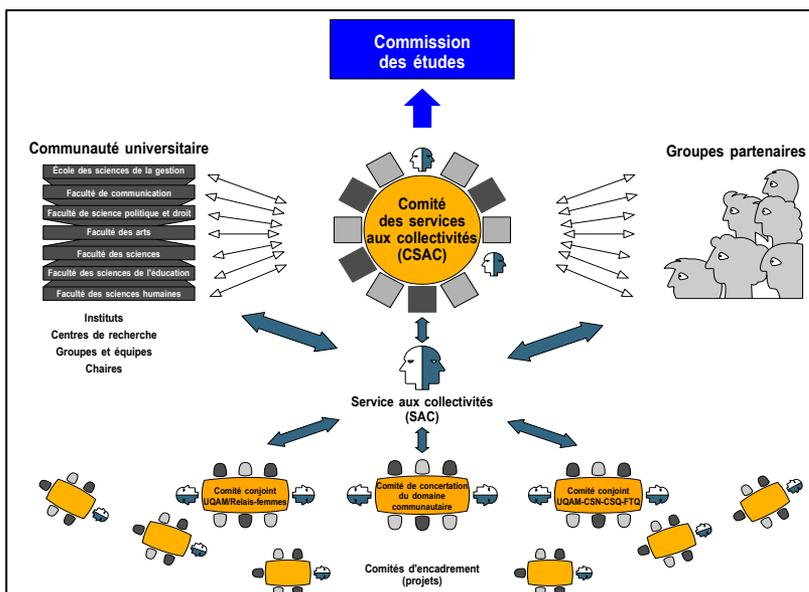 Commission
des études
Communauté universitaire
École des sciences de la gestion
Faculté de communication
Faculté de science politique et droit
Faculté des arts
Faculté des sciences
Faculté des sciences de l'éducation
Faculté des sciences humaines
Instituts
Centres de recherche
Groupes et équipes
Chaires
Comité
des services
aux collectivités
(CSAC)
Groupes partenaires
Service aux collectivités
(SAC)
Comité conjoint
UQAM/Relais-femmes
Comité de concertation
du domaine
communautaire
Comité conjoint
UQAM-CSN-CSQ-FTQ
Comités d'encadrement
(projets)